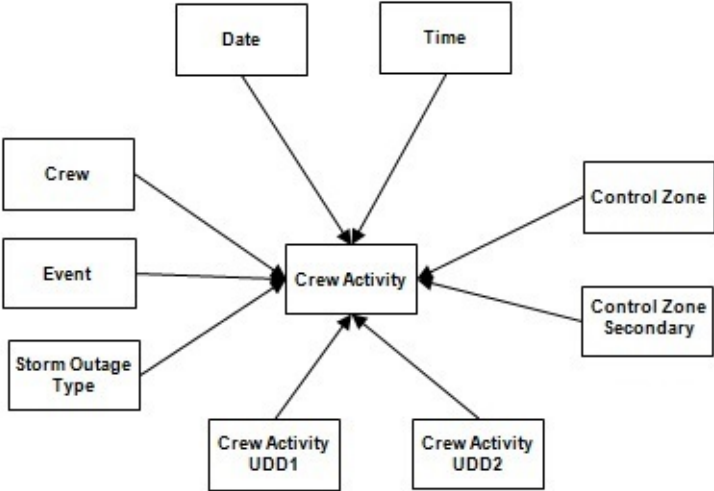 Date
Time
Crew
Control Zone
Event
Crew Activity
Control Zone
Secondary
Storm Outage
Type
Crew Activity
UDD1
Crew Activity
UDD2